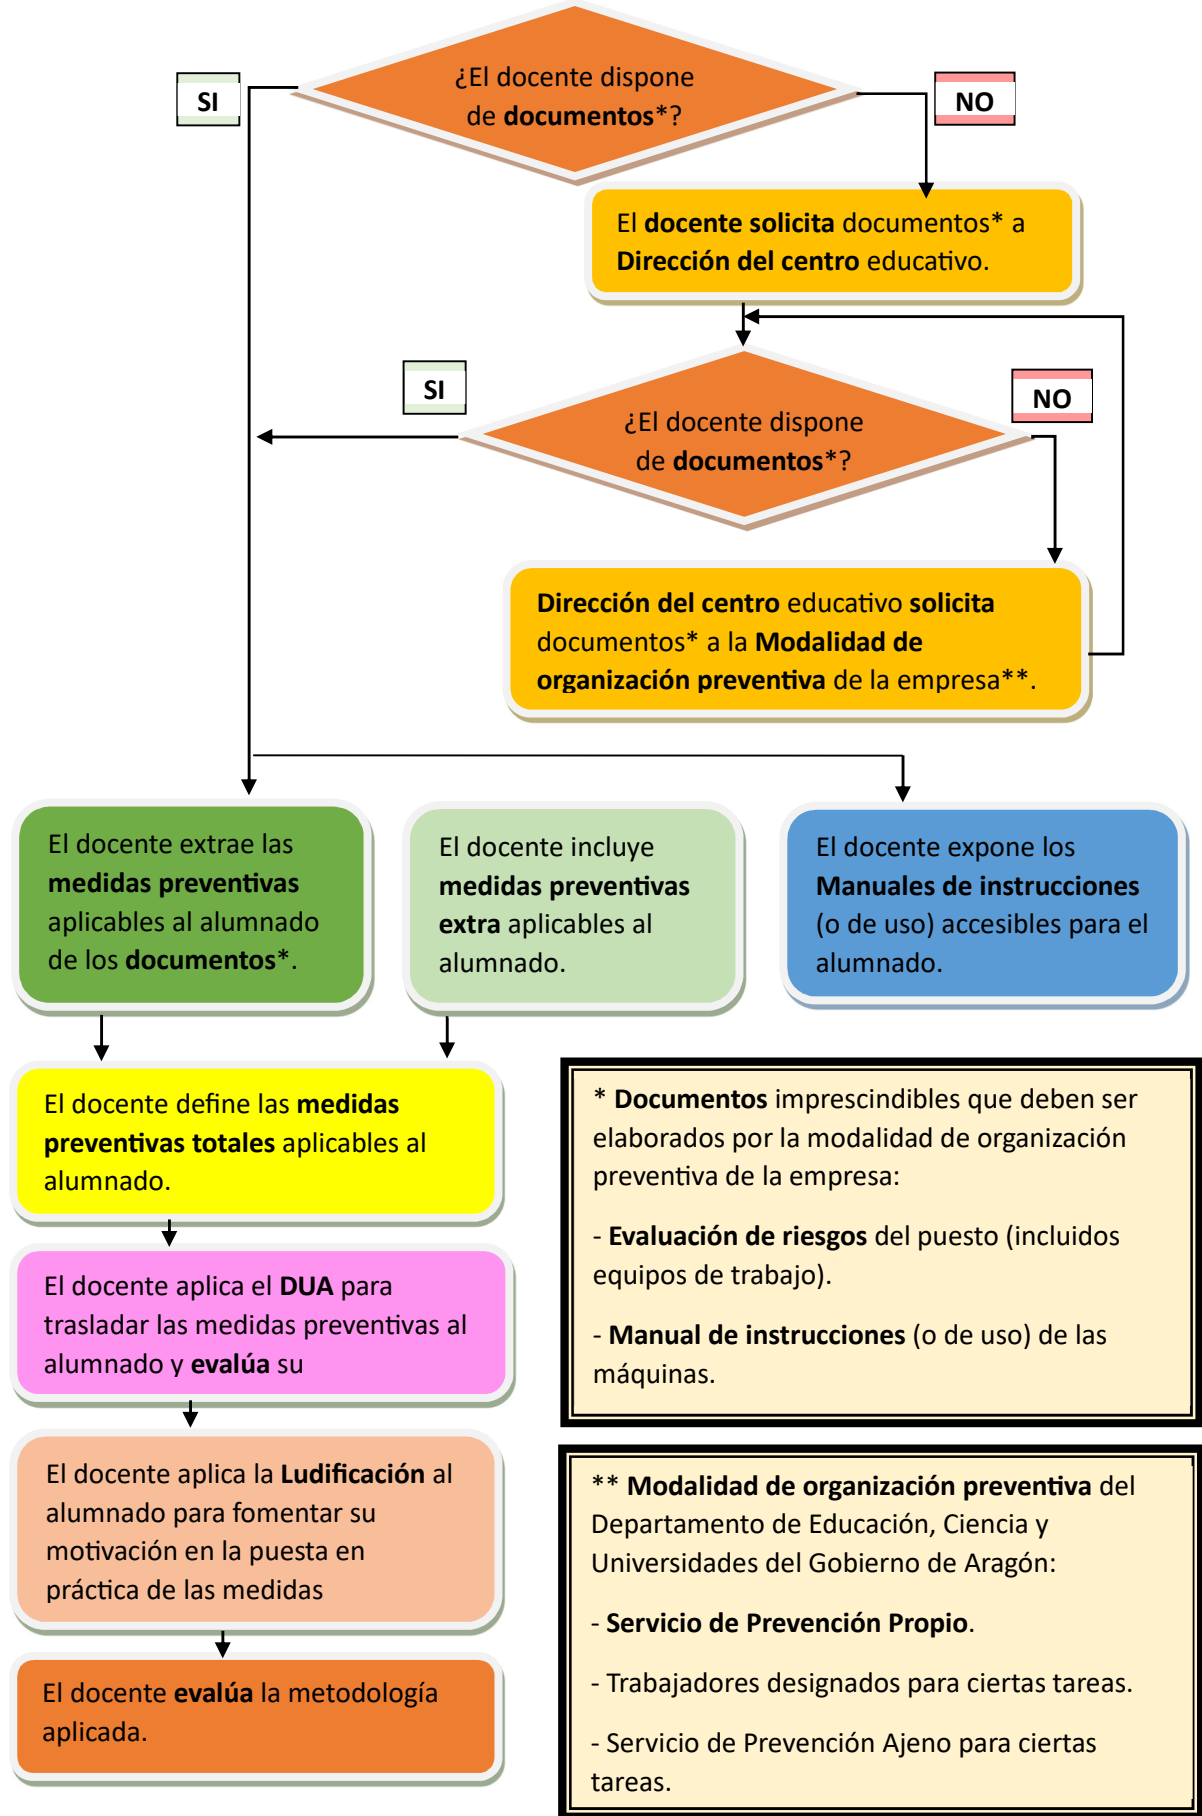 ¿El docente dispone
de documentos*?
SI
NO
El docente solicita documentos* a
Dirección del centro educativo.
SI
NO
¿El docente dispone
de documentos*?
Dirección del centro educativo solicita
documentos* a la Modalidad de
organización preventiva de la empresa**.
El docente extrae las
medidas preventivas
aplicables al alumnado
de los documentos*.
El docente incluye
medidas preventivas
extra aplicables al
alumnado.
El docente expone los
Manuales de instrucciones
(o de uso) accesibles para el
alumnado.
El docente define las medidas
preventivas totales aplicables al
alumnado.
El docente aplica el DUA para
trasladar las medidas preventivas al
alumnado y evalúa su
El docente aplica la Ludificación al
alumnado para fomentar su
motivación en la puesta en
práctica de las medidas
El docente evalúa la metodología
aplicada.
* Documentos imprescindibles que deben ser
elaborados por la modalidad de organización
preventiva de la empresa:
- Evaluación de riesgos del puesto (incluidos
equipos de trabajo).
- Manual de instrucciones (o de uso) de las
máquinas.
** Modalidad de organización preventiva del
Departamento de Educación, Ciencia y
Universidades del Gobierno de Aragón:
- Servicio de Prevención Propio.
- Trabajadores designados para ciertas tareas.
- Servicio de Prevención Ajeno para ciertas
tareas.